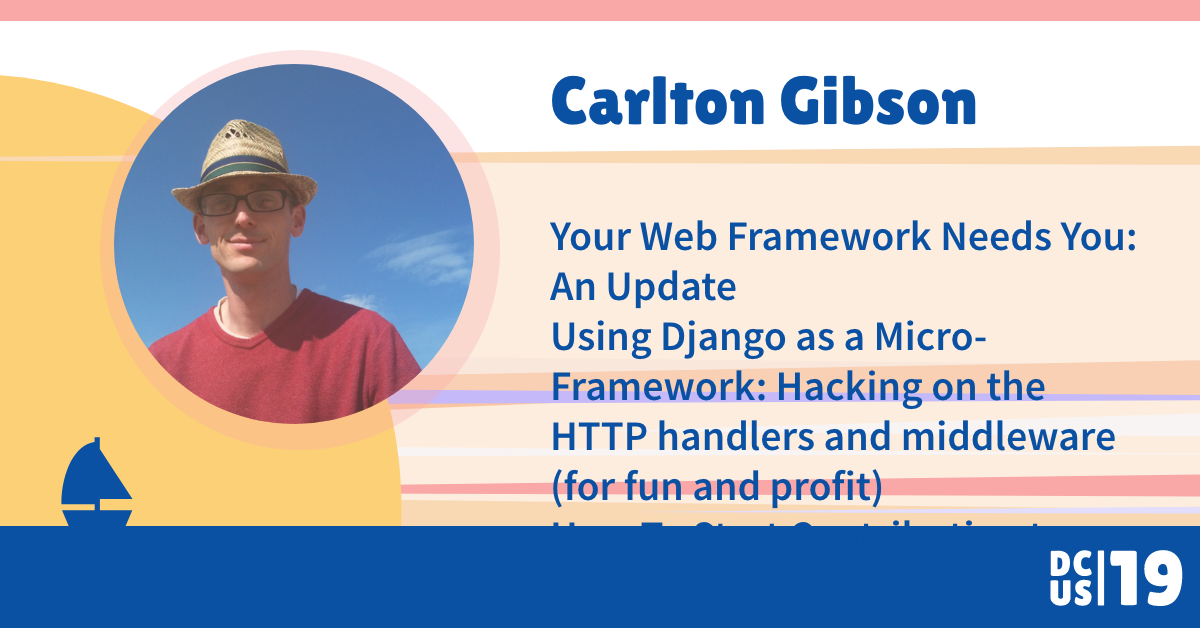 Carlton Gibson
Your Web Framework Needs You:
An Update
Using Django as a Micro-
Framework: Hacking on the
HTTP handlers and middleware
(for fun and profit)
DC
US
19